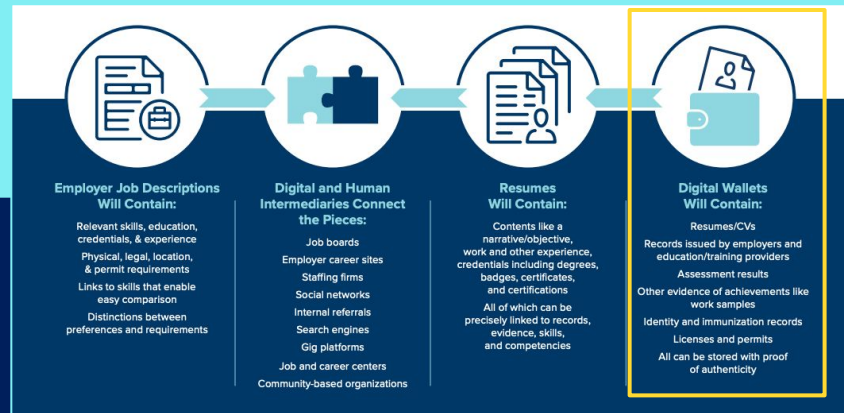 Employer Job Descriptions
Will Contain:
Relevant skills, education,
credentials, & experience
Physical, legal, location,
& permit requirements
Links to skills that enable
easy comparison
Distinctions between
preferences and requirements
Digital and Human
Intermediaries Connect
the Pieces:
Job boards
Employer career sites
Staffing firms
Social networks
Internal referrals
Search engines
Gig platforms
Job and career centers
Community-based organizations
Resumes
Will Contain:
Contents like a
narrative/objective,
work and other experience,
credentials including degrees,
badges, certificates,
and certifications
All of which can be
precisely linked to records,
evidence, skills,
and competencies
Digital Wallets
Will Contain:
Resumes/CVs
Records issued by employers and
education/training providers
Assessment results
Other evidence of achievements like
work samples
Identity and immunization records
Licenses and permits
All can be stored with proof
of authenticity